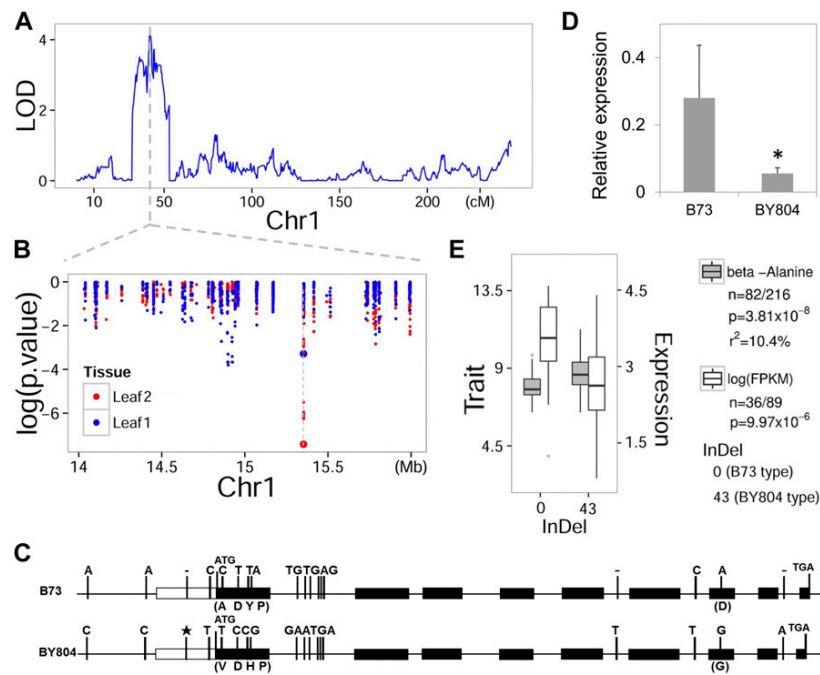 A
LOD
4
2
0
10
50
100
150
200
(cM)
Chr1
B
log(p.value)
0
−2
−4
−6
Tissue
Leaf2
Leaf1
14
14.5
15
15.5
(Mb)
Chr1
D
Relative expression
0.4
0.2
0
*
B73
BY804
E
Trait
13.5
9
4.5
4.5
3
1.5
Expression
0
43
InDel
beta −Alanine
n=82/216
p=3.81x10⁻⁸
r²=10.4%
log(FPKM)
n=36/89
p=9.97x10⁻⁶
InDel
0 (B73 type)
43 (BY804 type)
C
ATG
TGA
A A - C C T TA TGTGAG - C A -
B73
(A D Y P) (D)
ATG
TGA
C C ★ T T C C G GAATGA T T G A
BY804
(V D H P) (G)